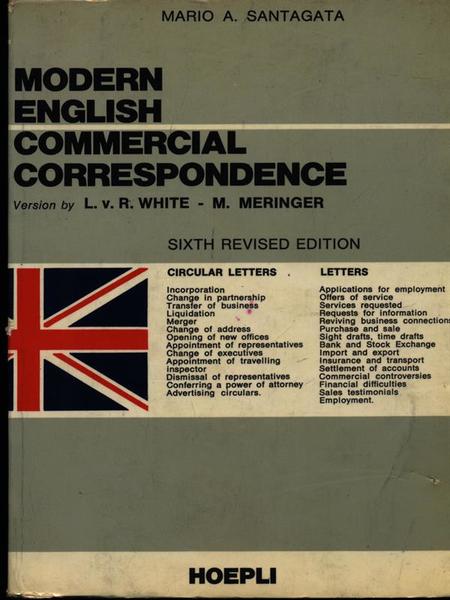 MARIO A. SANTAGATA
MODERN
ENGLISH
COMMERCIAL
CORRESPONDENCE
Version by L. v. R. WHITE - M. MERINGER
SIXTH REVISED EDITION
CIRCULAR LETTERS
Incorporation
Change in partnership
Transfer of business
Liquidation
Merger
Change of address
Opening of new offices
Appointment of representatives
Change of executives
Appointment of travelling
inspector
Dismissal of representatives
Conferring a power of attorney
Advertising circulars.
LETTERS
Applications for employment
Offers of service
Services requested
Requests for information
Reviving business connections
Purchase and sale
Sight drafts, time drafts
Bank and Stock Exchange
Import and export
Insurance and transport
Settlement of accounts
Commercial controversies
Financial difficulties
Sales testimonials
Employment.
HOEPLI